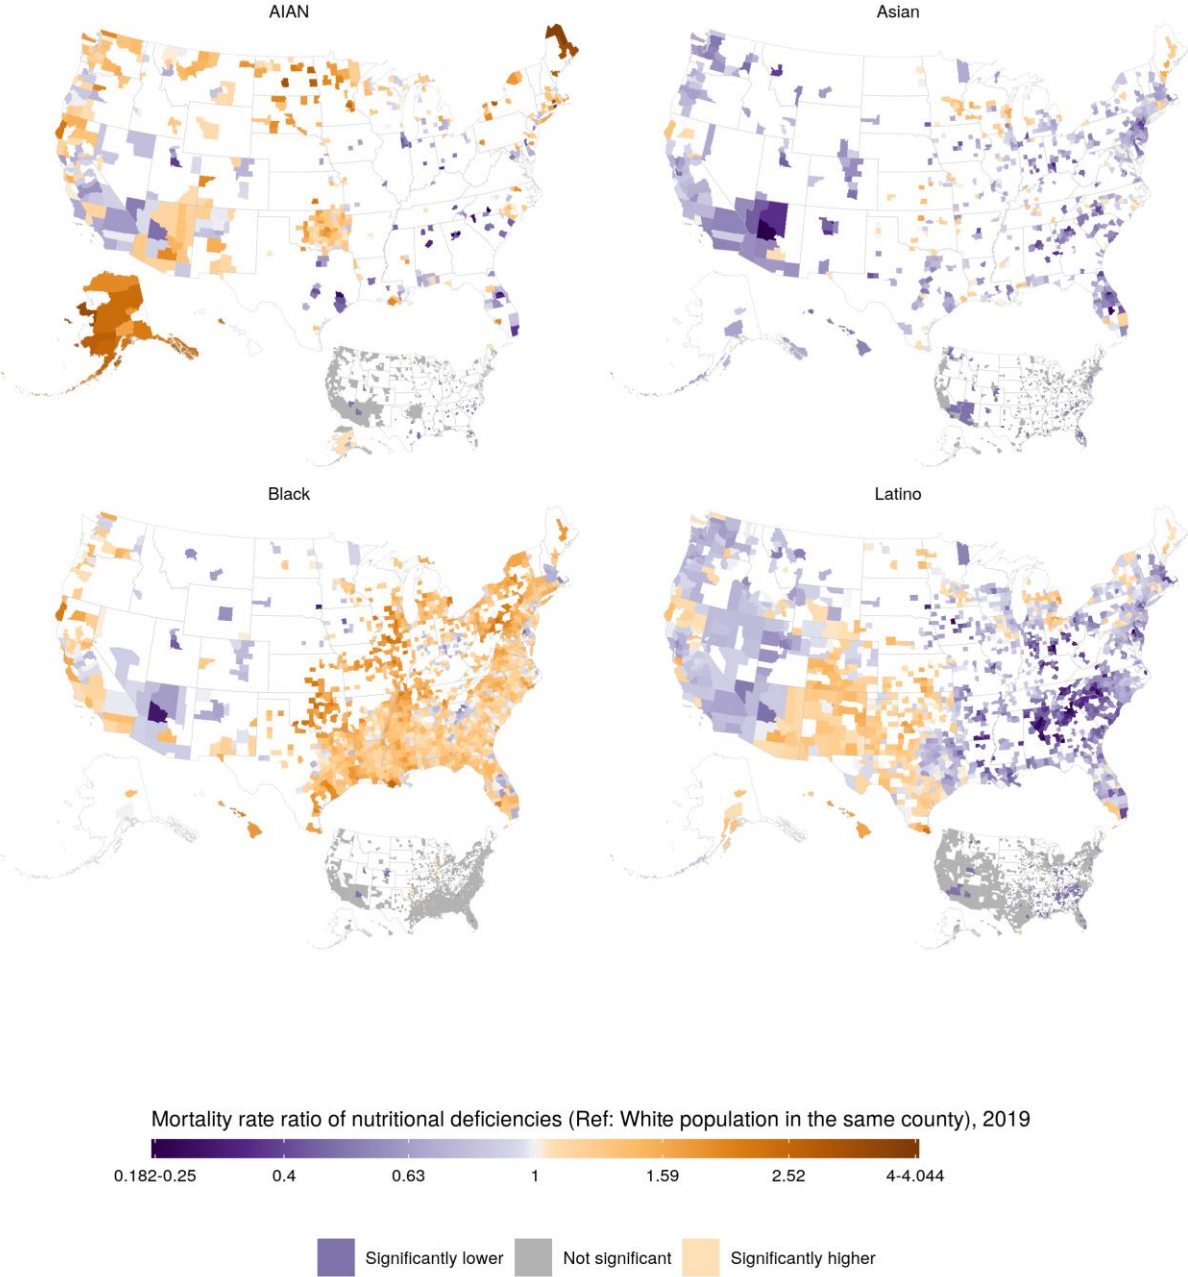 AIAN
Asian
Black
Latino
Mortality rate ratio of nutritional deficiencies (Ref: White population in the same county), 2019
0.182-0.25 0.4 0.63 1 1.59 2.52 4-4.044
Significantly lower Not significant Significantly higher